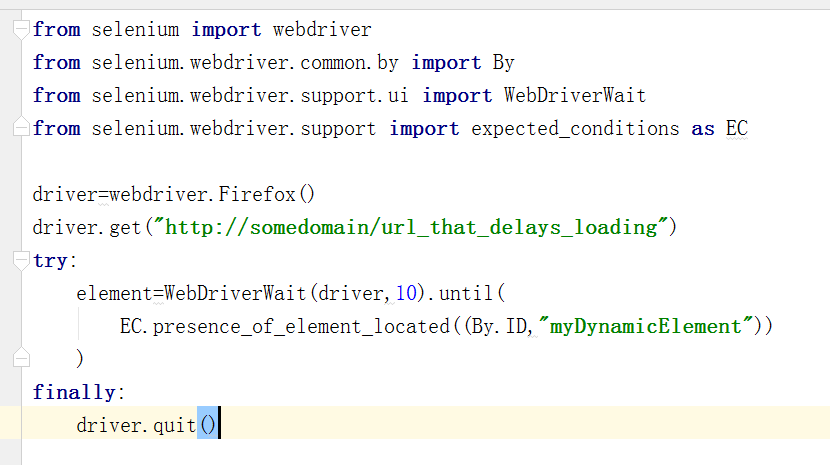 from selenium import webdriver
from selenium.webdriver.common.by import By
from selenium.webdriver.support.ui import WebDriverWait
from selenium.webdriver.support import expected_conditions as EC

driver=webdriver.Firefox()
driver.get("http://somedomain/url_that_delays_loading")
try:
    element=WebDriverWait(driver,10).until(
        EC.presence_of_element_located((By.ID,"myDynamicElement"))
    )
finally:
    driver.quit()